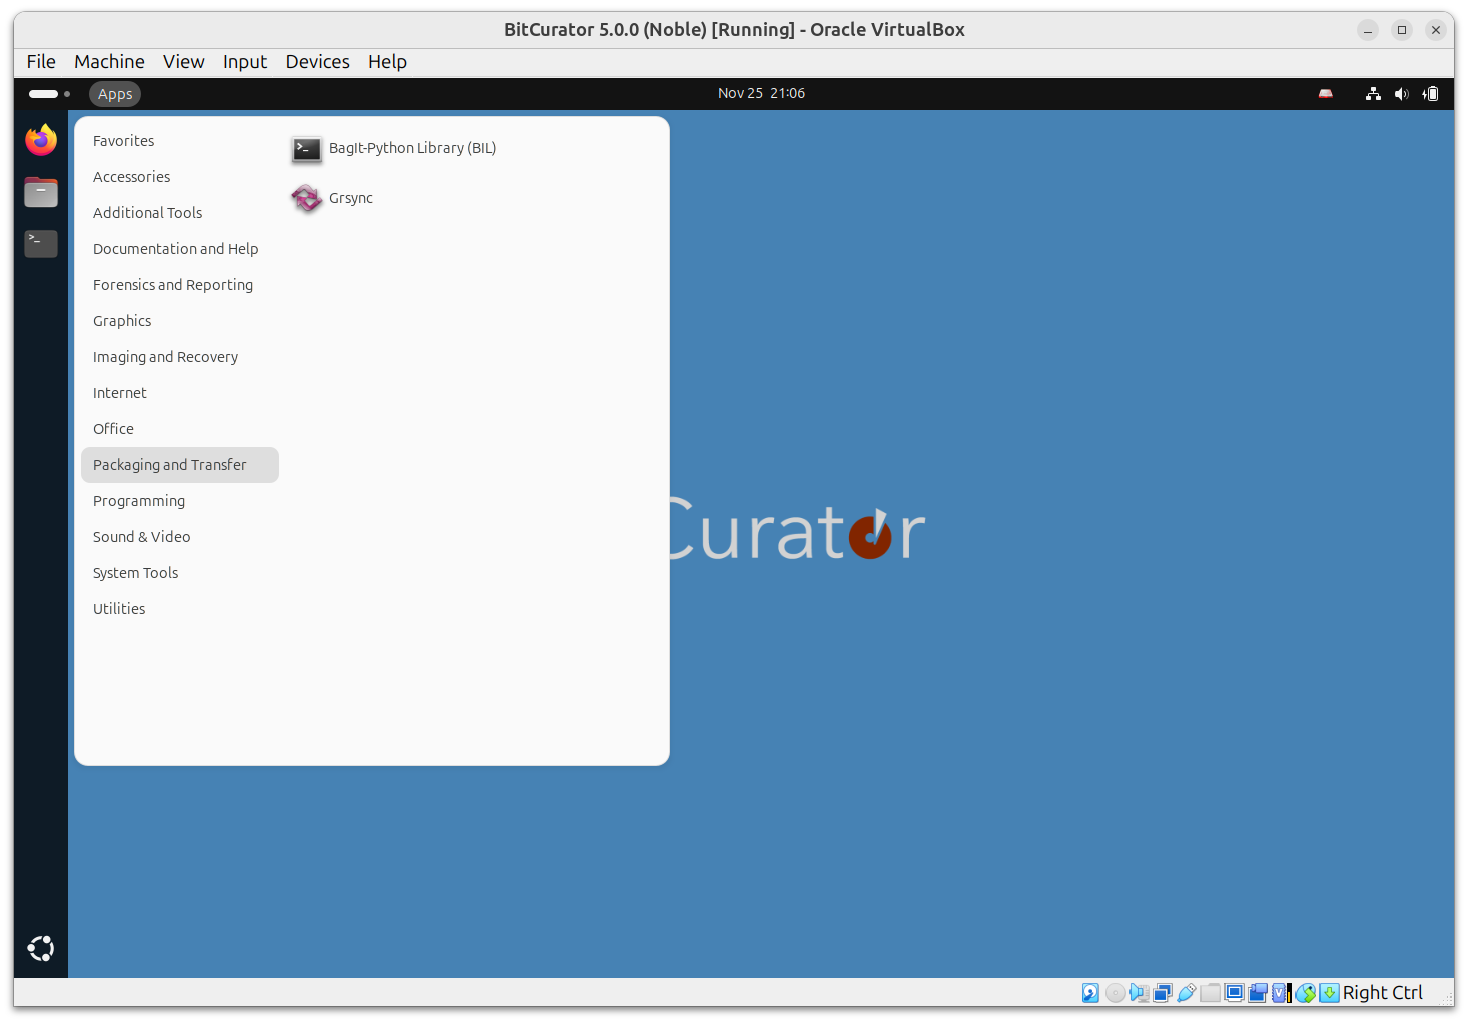 BitCurator 5.0.0 (Noble) [Running] - Oracle VirtualBox
File Machine View Input Devices Help
Apps
Nov 25 21:06
Favorites
Accessories
Additional Tools
Documentation and Help
Forensics and Reporting
Graphics
Imaging and Recovery
Internet
Office
Packaging and Transfer
Programming
Sound & Video
System Tools
Utilities
BagIt-Python Library (BIL)
Grsync
Curator
Right Ctrl